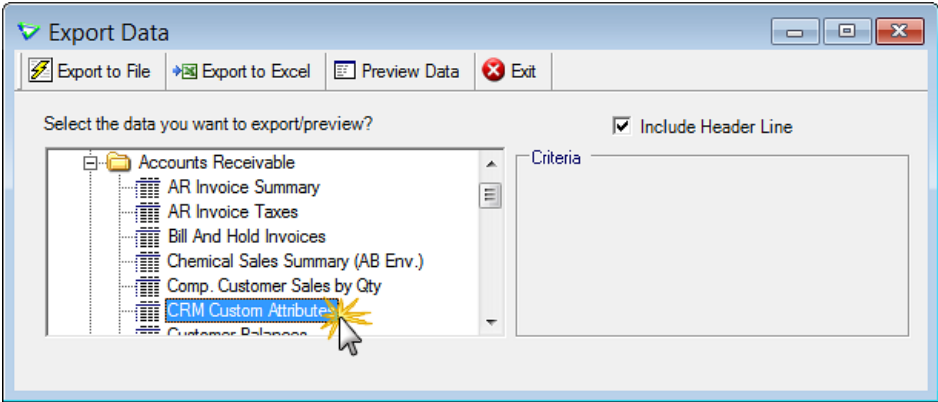 Export Data
Export to File Export to Excel Preview Data Exit
Select the data you want to export/preview? Include Header Line
Accounts Receivable Criteria
AR Invoice Summary
AR Invoice Taxes
Bill And Hold Invoices
Chemical Sales Summary (AB Env.)
Comp. Customer Sales by Qty
CRM Custom Attributes
Customer Balances